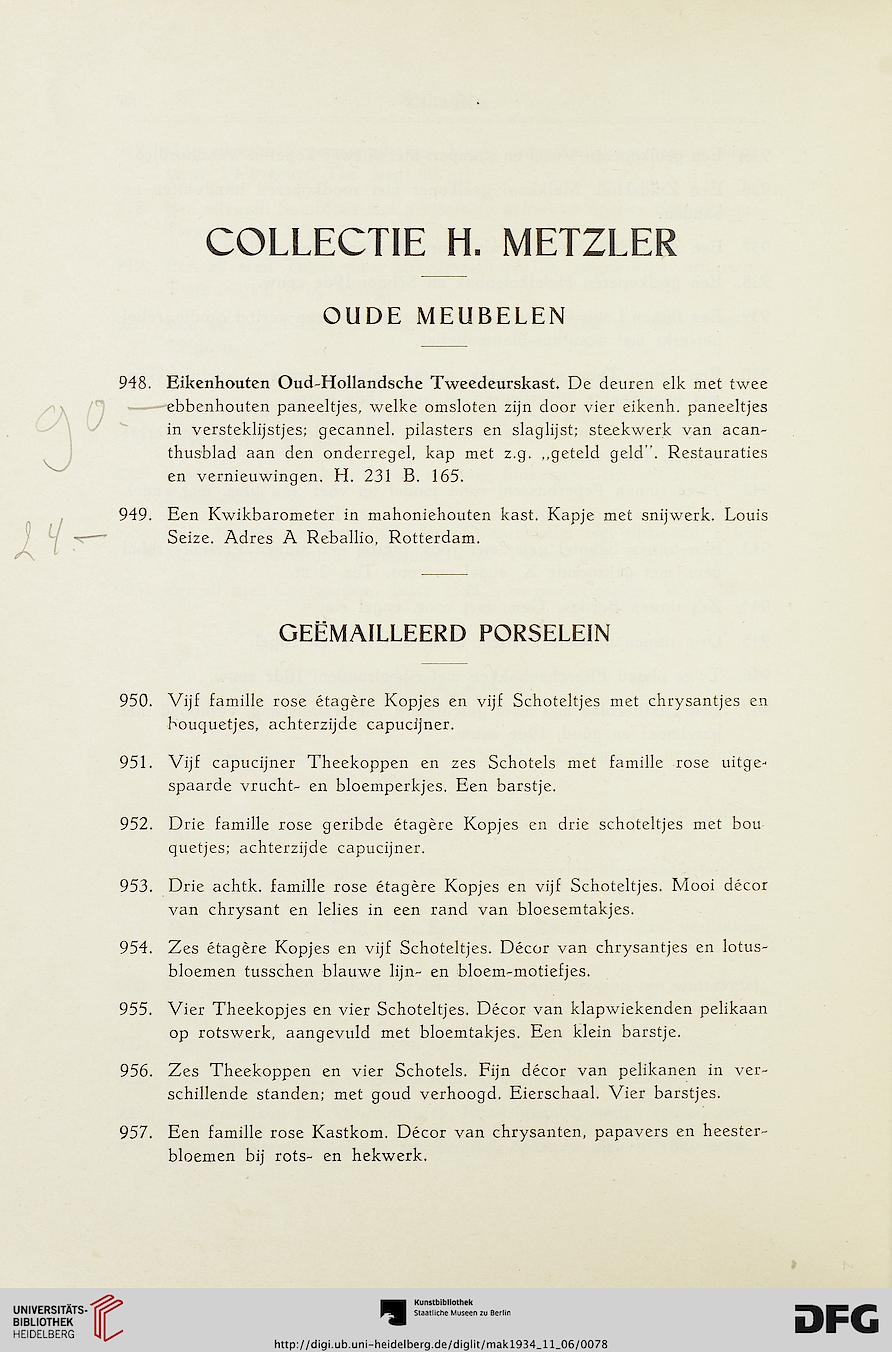 COLLECTIE H. METZLER
OUDE MEUBELEN
948. Eikenhouten Oud-Hollandsche Tweedeurskast. De deuren elk met twee
90.— ebbenhouten paneeltjes, welke omsloten zijn door vier eikenh. paneeltjes
in versteklijstjes; gecannel. pilasters en slaglijst; steekwerk van acan-
thusblad aan den onderregel, kap met z.g. „geteld geld". Restauraties
en vernieuwingen. H. 231 B. 165.
949. Een Kwikbarometer in mahoniehouten kast. Kapje met snijwerk. Louis
24.— Seize. Adres A Reballio, Rotterdam.
GEËMAILLEERD PORSELEIN
950. Vijf famille rose étagère Kopjes en vijf Schoteltjes met chrysantjes en
bouquetjes, achterzijde capucijner.
951. Vijf capucijner Theekoppen en zes Schotels met famille rose uitge-
spaarde vrucht- en bloemperkjes. Een barstje.
952. Drie famille rose geribde étagère Kopjes en drie schoteltjes met bou
quetjes; achterzijde capucijner.
953. Drie achtk. famille rose étagère Kopjes en vijf Schoteltjes. Mooi décor
van chrysant en lelies in een rand van bloesemtakjes.
954. Zes étagère Kopjes en vijf Schoteltjes. Décor van chrysantjes en lotus-
bloemen tusschen blauwe lijn- en bloem-motiefjes.
955. Vier Theekopjes en vier Schoteltjes. Décor van klapwiekenden pelikaan
op rotswerk, aangevuld met bloemtakjes. Een klein barstje.
956. Zes Theekoppen en vier Schotels. Fijn décor van pelikanen in ver-
schillende standen; met goud verhoogd. Eierschaal. Vier barstjes.
957. Een famille rose Kastkom. Décor van chrysanten, papavers en heester-
bloemen bij rots- en hekwerk.
UNIVERSITÄTS-
BIBLIOTHEK
HEIDELBERG
Kunstbibliothek
Staatliche Museen zu Berlin
DFG
http://digi.ub.uni-heidelberg.de/diglit/mak1934_11_06/0078